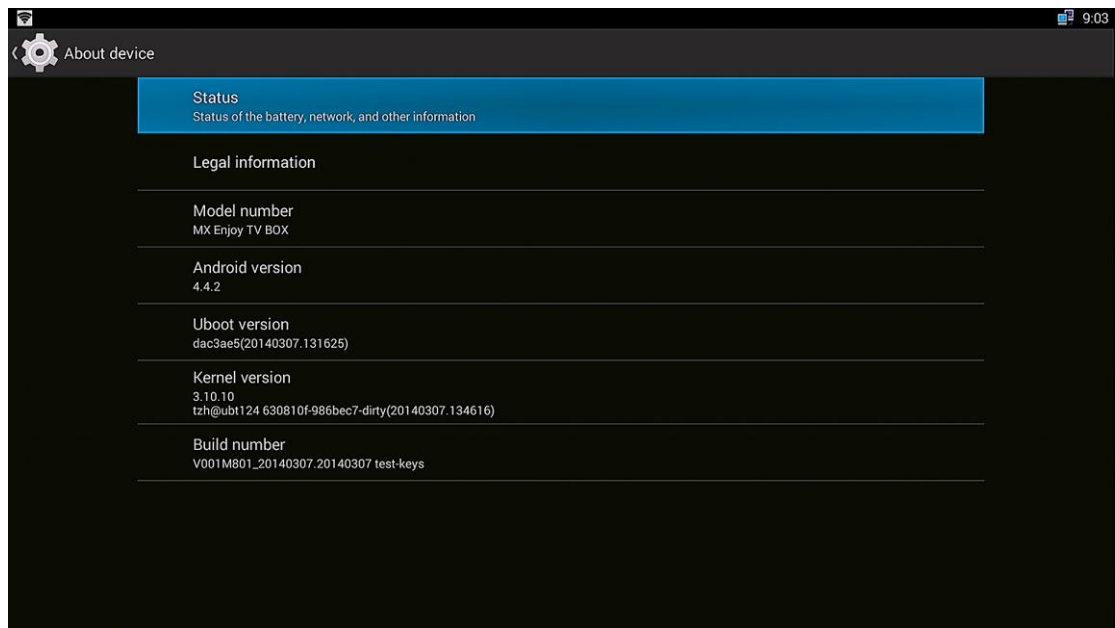 9:03
About device
Status
Status of the battery, network, and other information
Legal information
Model number
MX Enjoy TV BOX
Android version
4.4.2
Uboot version
dac3ae5(20140307.131625)
Kernel version
3.10.10
tzh@ubt124 630810f-986bec7-dirty(20140307.134616)
Build number
V001M801_20140307.20140307 test-keys